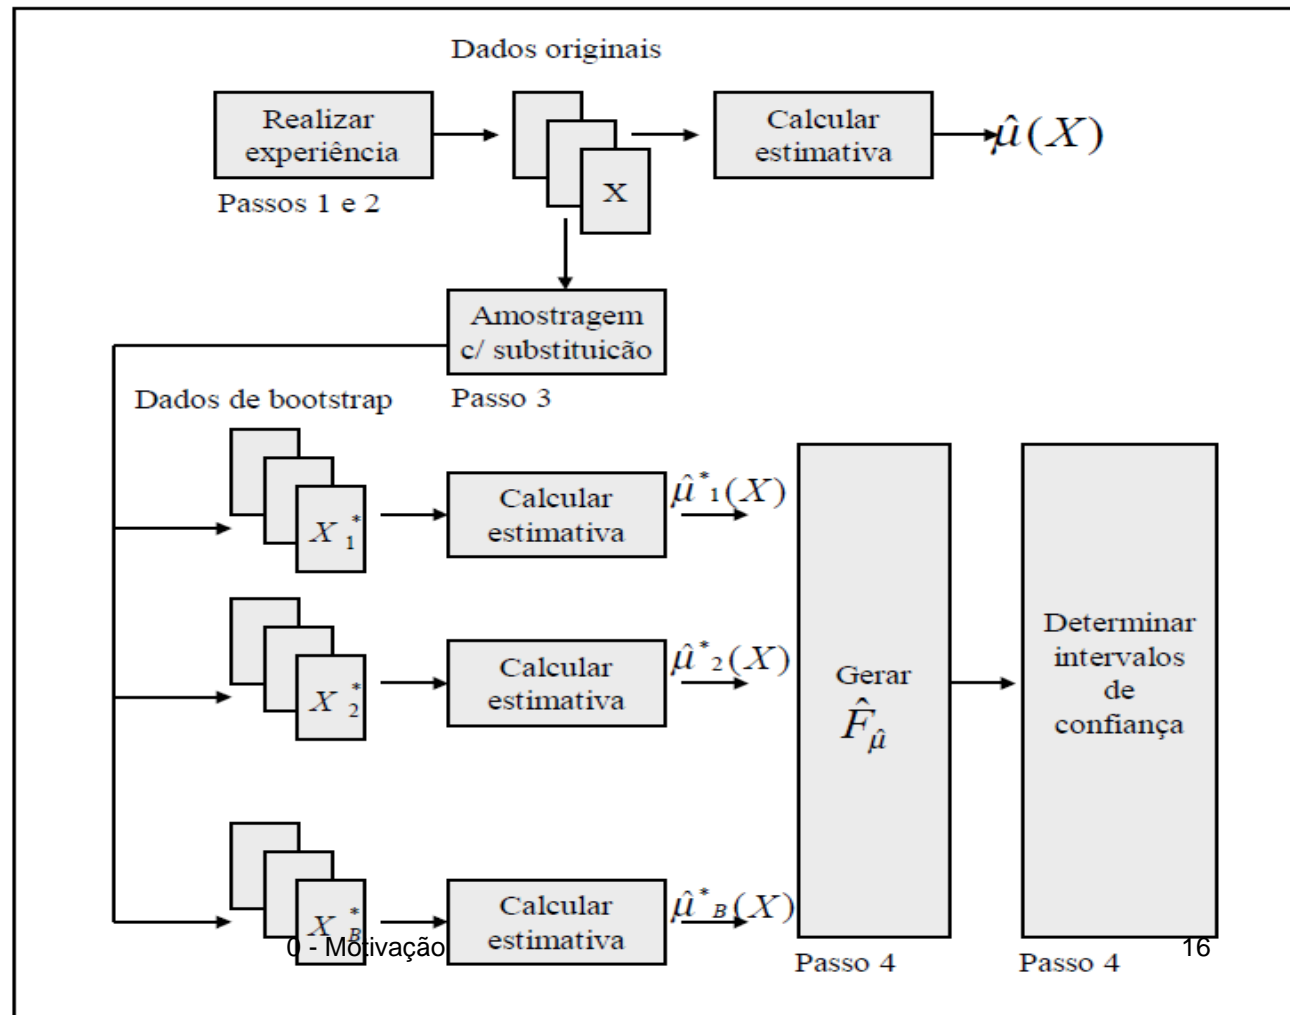 Dados originais
Realizar
experiência
X
Calcular
estimativa
μ̂(X)
Passos 1 e 2
Amostragem
c/ substituicão
Passo 3
Dados de bootstrap
X*1
Calcular
estimativa
μ̂*1(X)
X*2
Calcular
estimativa
μ̂*2(X)
X*B
Calcular
estimativa
μ̂*B(X)
Gerar
F̂μ̂
Passo 4
Determinar
intervalos
de
confiança
Passo 4
0 - Motivação
16